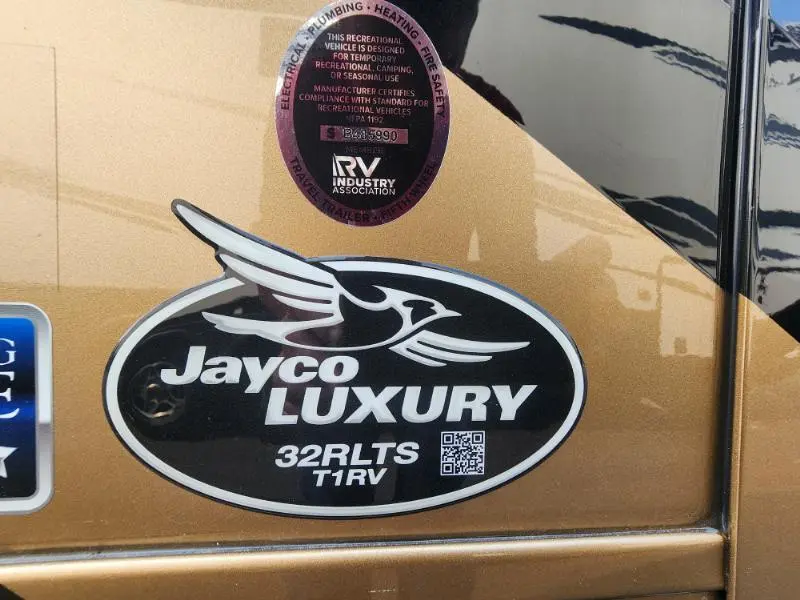 ELECTRICAL • PLUMBING • HEATING • FIRE SAFETY
THIS RECREATIONAL
VEHICLE IS DESIGNED
FOR TEMPORARY
RECREATIONAL, CAMPING,
OR SEASONAL USE
MANUFACTURER CERTIFIES
COMPLIANCE WITH STANDARD FOR
RECREATIONAL VEHICLES
NFPA 1192
MEMBER
RV
INDUSTRY
ASSOCIATION
TRAVEL TRAILER • FIFTH WHEEL
Jayco
LUXURY
32RLTS
T1RV
G